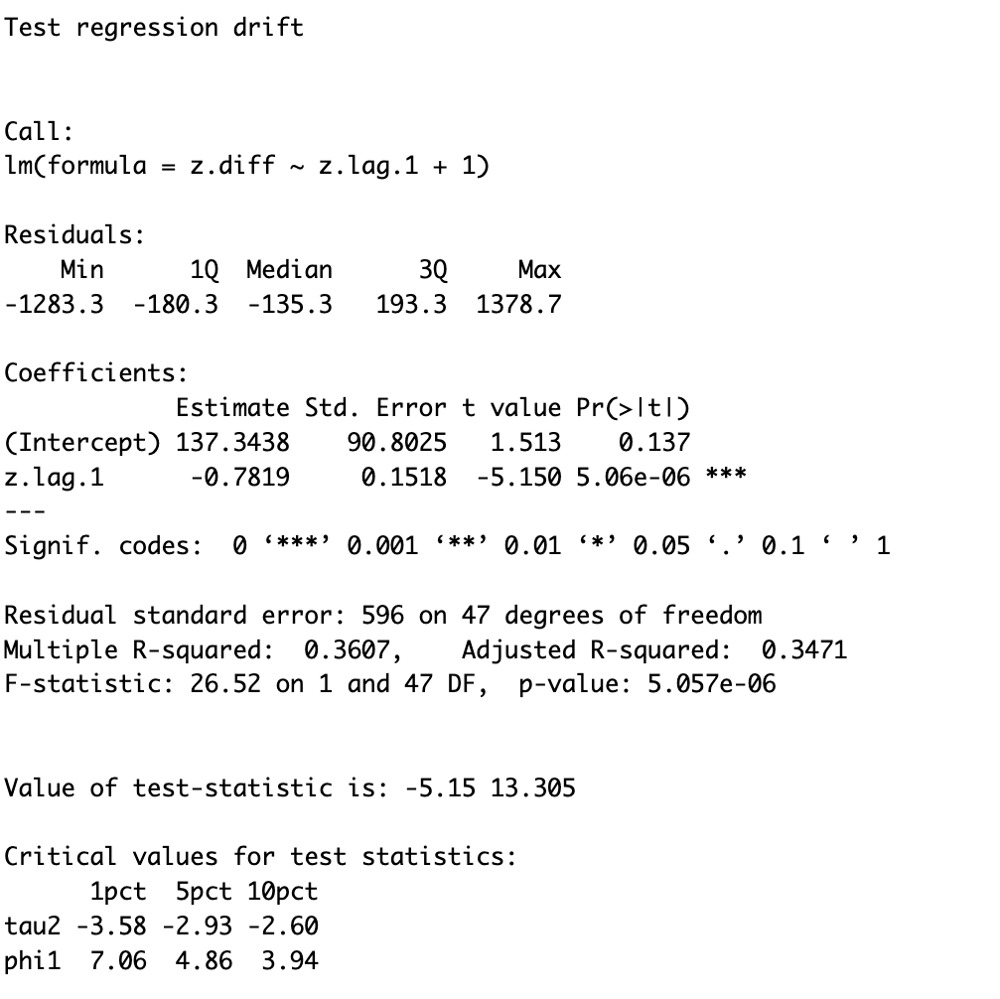 Test regression drift
Call:
lm(formula = z.diff ~ z.lag.1 + 1)
Residuals:
    Min      1Q  Median      3Q     Max
-1283.3  -180.3  -135.3   193.3  1378.7
Coefficients:
            Estimate Std. Error t value Pr(>|t|)
(Intercept) 137.3438    90.8025   1.513    0.137
z.lag.1      -0.7819     0.1518  -5.150 5.06e-06 ***
---
Signif. codes:  0 ‘***’ 0.001 ‘**’ 0.01 ‘*’ 0.05 ‘.’ 0.1 ‘ ’ 1
Residual standard error: 596 on 47 degrees of freedom
Multiple R-squared:  0.3607,    Adjusted R-squared:  0.3471
F-statistic: 26.52 on 1 and 47 DF,  p-value: 5.057e-06
Value of test-statistic is: -5.15 13.305
Critical values for test statistics:
      1pct  5pct 10pct
tau2 -3.58 -2.93 -2.60
phi1  7.06  4.86  3.94